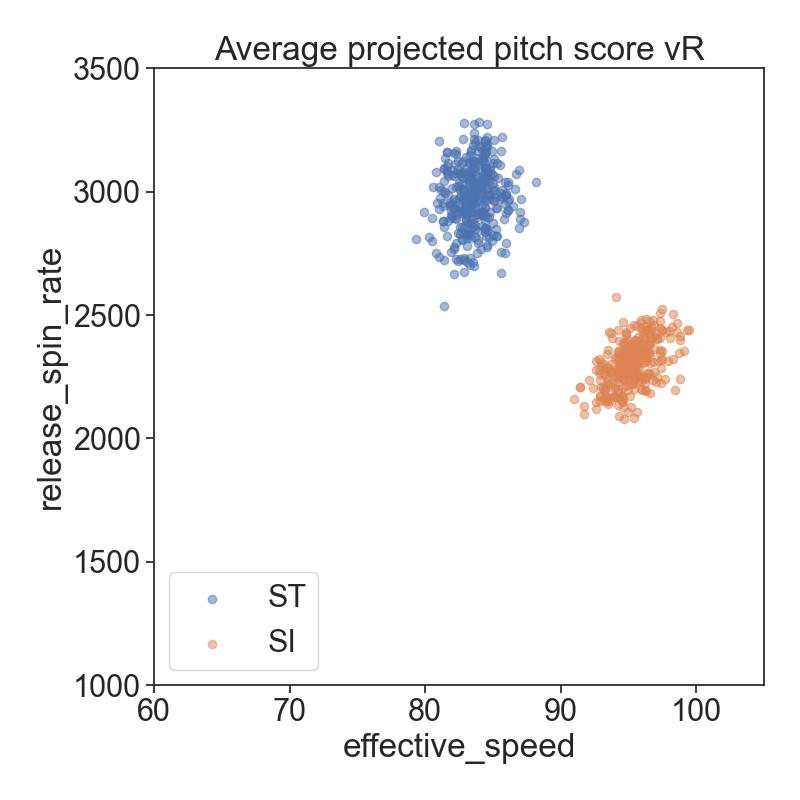 Average projected pitch score vR
3500
3000
2500
2000
1500
1000
release_spin_rate
ST
SI
60 70 80 90 100
effective_speed